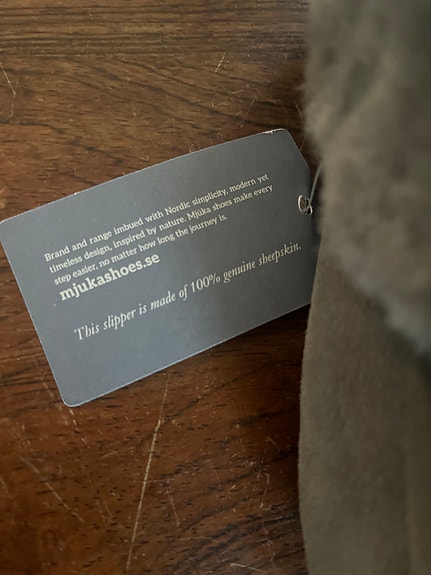 Brand and range imbued with Nordic simplicity, modern yet
timeless design, inspired by nature. Mjüka shoes make every
step easier, no matter how long the journey is.
mjukashoes.se
This slipper is made of 100% genuine sheepskin.